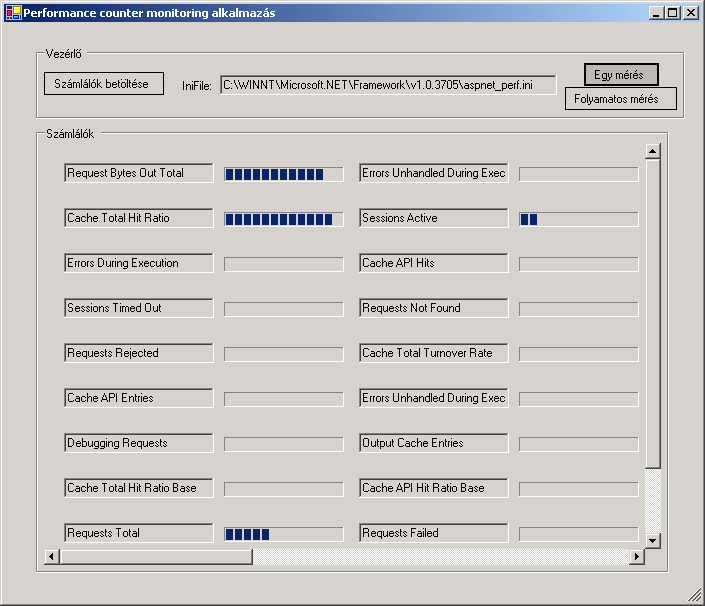 Performance counter monitoring alkalmazás
Vezérlő
Számlálók betöltése
IniFile:
C:\WINNT\Microsoft.NET\Framework\v1.0.3705\aspnet_perf.ini
Egy mérés
Folyamatos mérés
Számlálók
Request Bytes Out Total
Errors Unhandled During Exec
Cache Total Hit Ratio
Sessions Active
Errors During Execution
Cache API Hits
Sessions Timed Out
Requests Not Found
Requests Rejected
Cache Total Turnover Rate
Cache API Entries
Errors Unhandled During Exec
Debugging Requests
Output Cache Entries
Cache Total Hit Ratio Base
Cache API Hit Ratio Base
Requests Total
Requests Failed